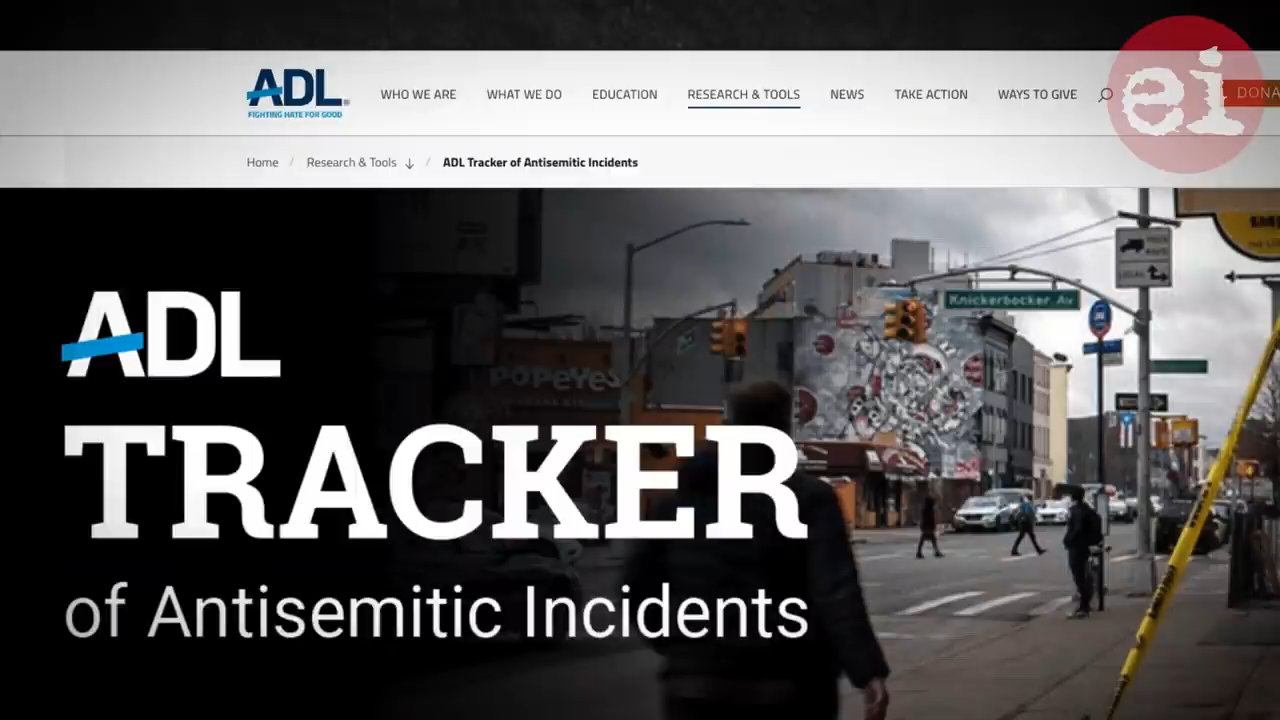 ei
ADL
FIGHTING HATE FOR GOOD
WHO WE ARE
WHAT WE DO
EDUCATION
RESEARCH & TOOLS
NEWS
TAKE ACTION
WAYS TO GIVE
DONA
Home / Research & Tools ↓ / ADL Tracker of Antisemitic Incidents
Knickerbocker Av
POPEYES
ADL
TRACKER
of Antisemitic Incidents